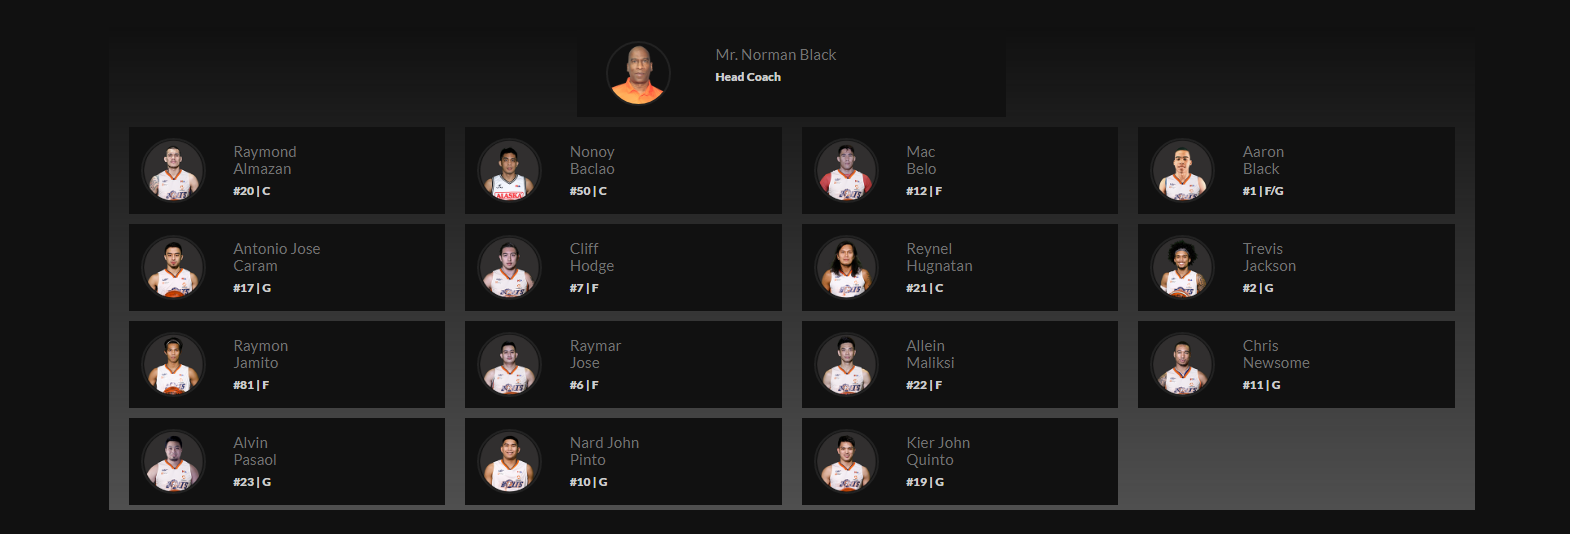 Mr. Norman Black
Head Coach
Raymond
Almazan
#20 | C
Nonoy
Baclao
#50 | C
Mac
Belo
#12 | F
Aaron
Black
#1 | F/G
Antonio Jose
Caram
#17 | G
Cliff
Hodge
#7 | F
Reynel
Hugnatan
#21 | C
Trevis
Jackson
#2 | G
Raymon
Jamito
#81 | F
Raymar
Jose
#6 | F
Allein
Maliksi
#22 | F
Chris
Newsome
#11 | G
Alvin
Pasaol
#23 | G
Nard John
Pinto
#10 | G
Kier John
Quinto
#19 | G